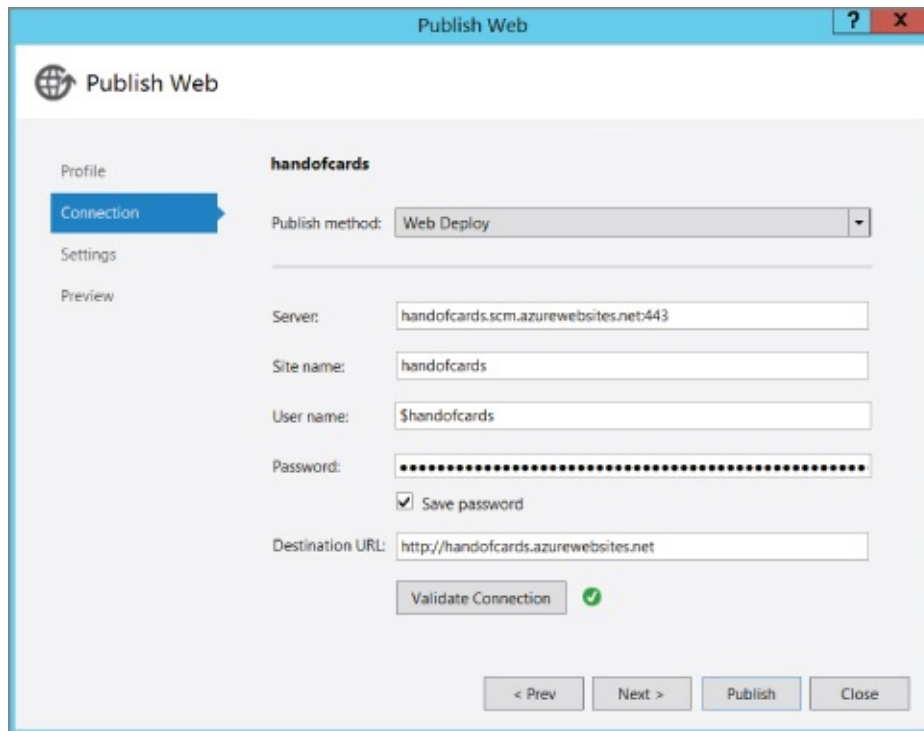 Publish Web
? X
Publish Web
Profile
Connection
Settings
Preview
handofcards
Publish method: Web Deploy
Server: handofcards.scm.azurewebsites.net:443
Site name: handofcards
User name: $handofcards
Password:
Save password
Destination URL: http://handofcards.azurewebsites.net
Validate Connection
< Prev Next > Publish Close